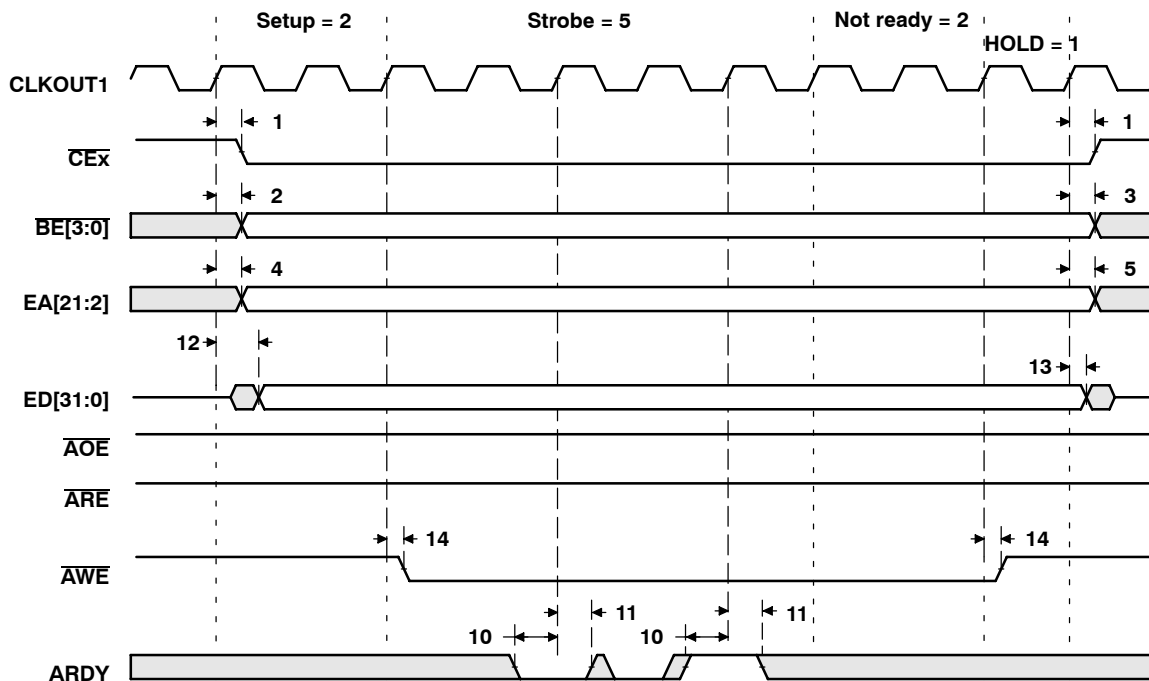 Setup = 2 Strobe = 5 Not ready = 2
HOLD = 1
CLKOUT1
1 1
CEx
2 3
BE[3:0]
4 5
EA[21:2]
12 13
ED[31:0]
AOE
ARE
14 14
AWE
10 11 10 11
ARDY